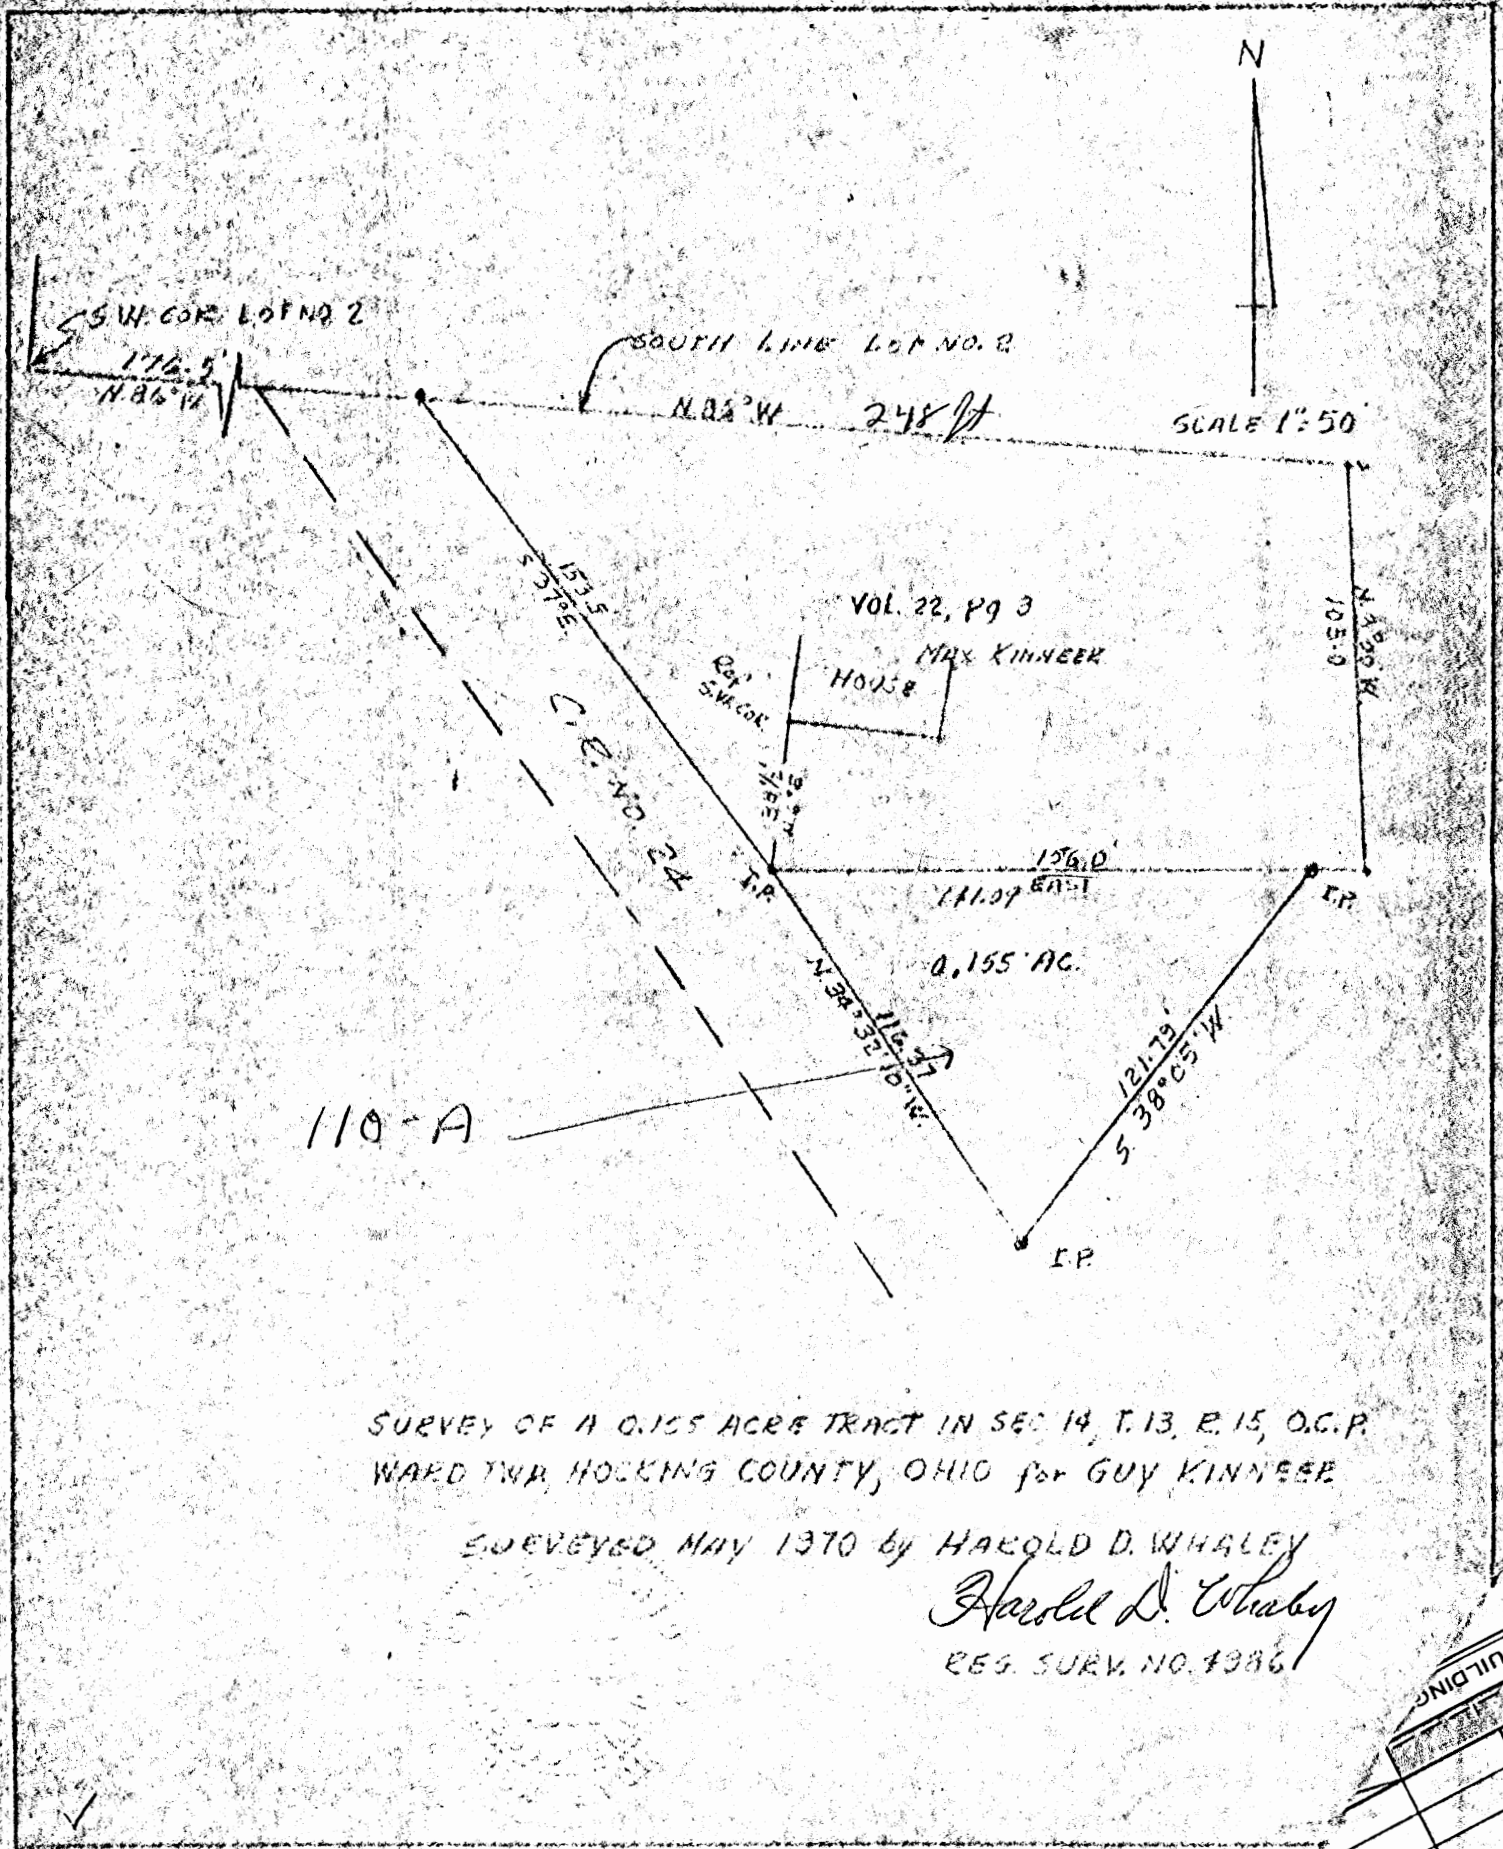 N
S.W. COR. LOT NO. 2
SOUTH LINE LOT NO. 2
N. 86° W 248 ft
SCALE 1"= 50'
153.5
S 37° E.
VOL. 22, Pg 3
MAX KINNEER
HOUSE
S.W. COR.
105.0
C. R. NO. 24
I.P.
156.0'
EAST
I.P.
0.155 AC.
116.37
N. 34° 32' 10" W.
121.79'
S. 38° 05' W
110-A
I.P.
SURVEY OF A 0.155 ACRE TRACT IN SEC 14, T. 13, R. 15, O.C.P.
WARD TWP. HOCKING COUNTY, OHIO for GUY KINNEER
SURVEYED MAY 1970 by HAROLD D. WHALEY
Harold D. Whaley
REG. SURV. NO. 4986